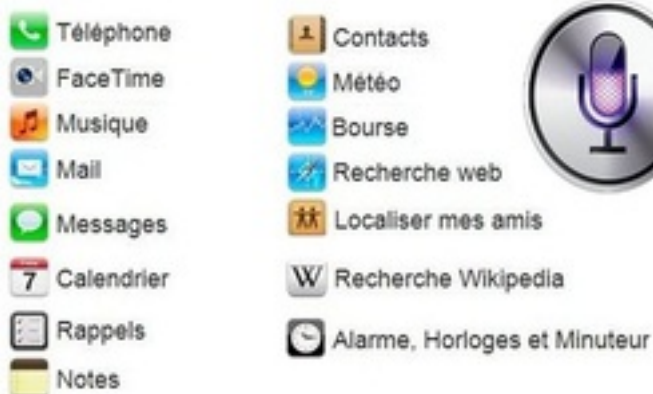 Téléphone
FaceTime
Musique
Mail
Messages
7 Calendrier
Rappels
Notes
Contacts
Météo
Bourse
Recherche web
Localiser mes amis
W Recherche Wikipedia
Alarme, Horloges et Minuteur